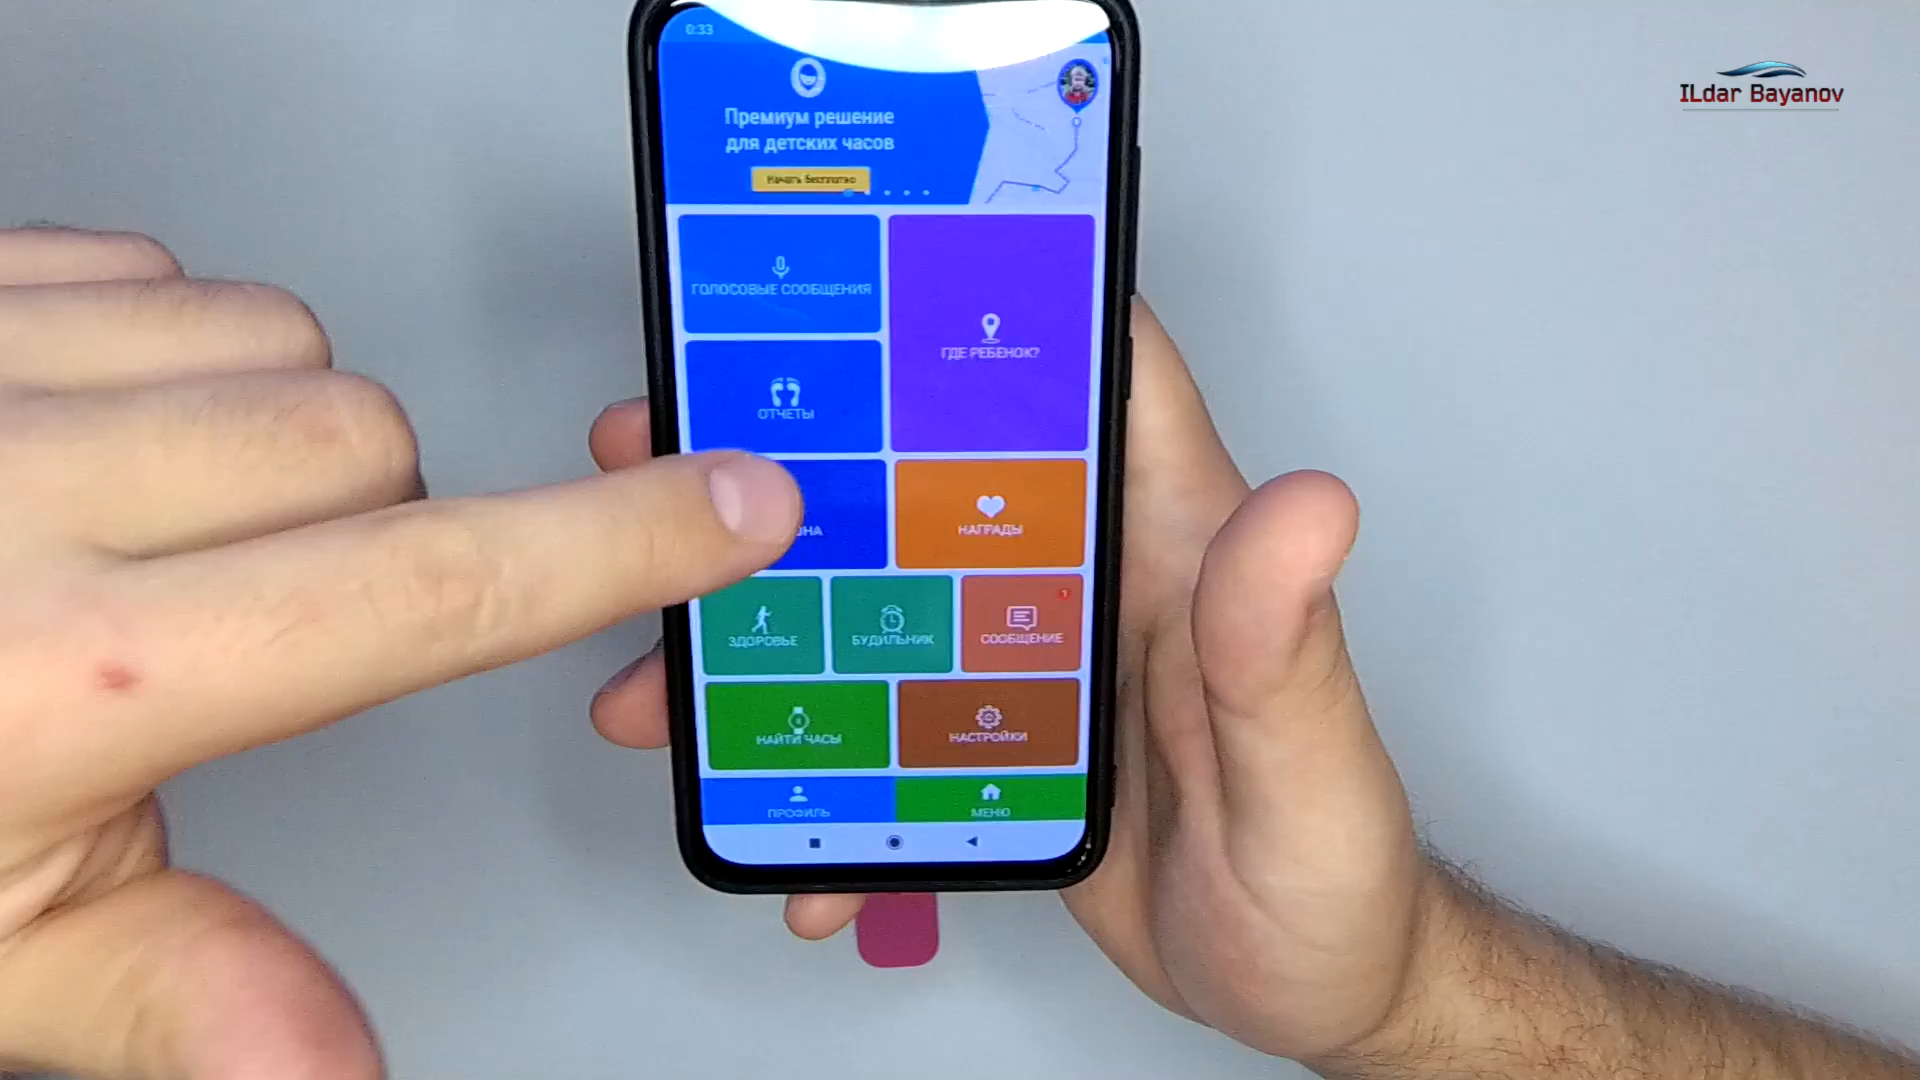 0:33
ILdar Bayanov
Премиум решение
для детских часов
Начать бесплатно
ГОЛОСОВЫЕ СООБЩЕНИЯ
ГДЕ РЕБЕНОК?
ОТЧЕТЫ
НАГРАДЫ
ЗДОРОВЬЕ
БУДИЛЬНИК
СООБЩЕНИЕ
1
НАЙТИ ЧАСЫ
НАСТРОЙКИ
ПРОФИЛЬ
МЕНЮ